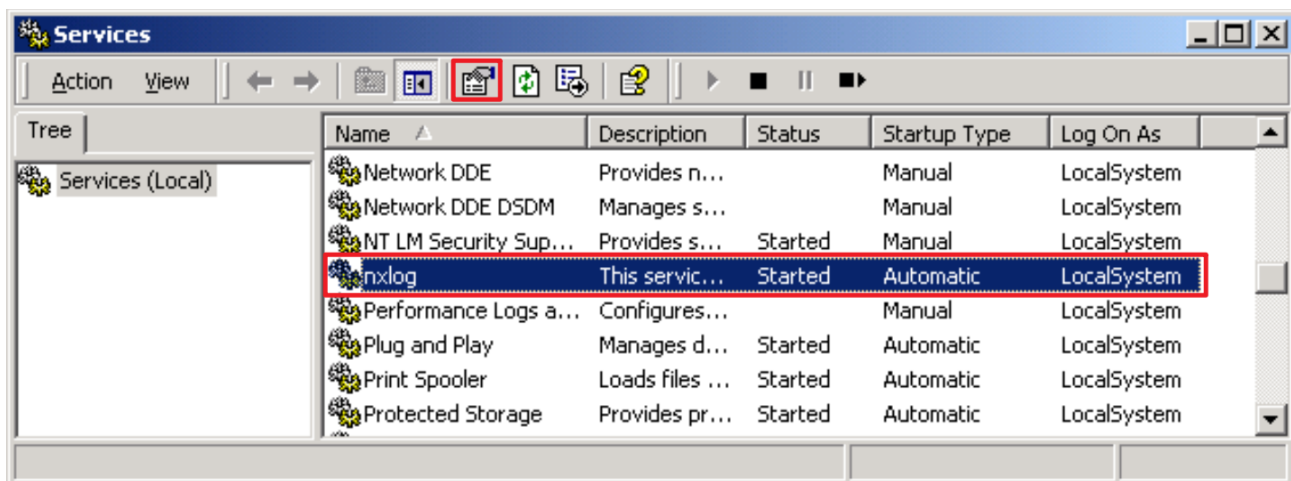 Services
Action View
Tree
Name Description Status Startup Type Log On As
Services (Local)
Network DDE Provides n... Manual LocalSystem
Network DDE DSDM Manages s... Manual LocalSystem
NT LM Security Sup... Provides s... Started Manual LocalSystem
nxlog This servic... Started Automatic LocalSystem
Performance Logs a... Configures... Manual LocalSystem
Plug and Play Manages d... Started Automatic LocalSystem
Print Spooler Loads files ... Started Automatic LocalSystem
Protected Storage Provides pr... Started Automatic LocalSystem